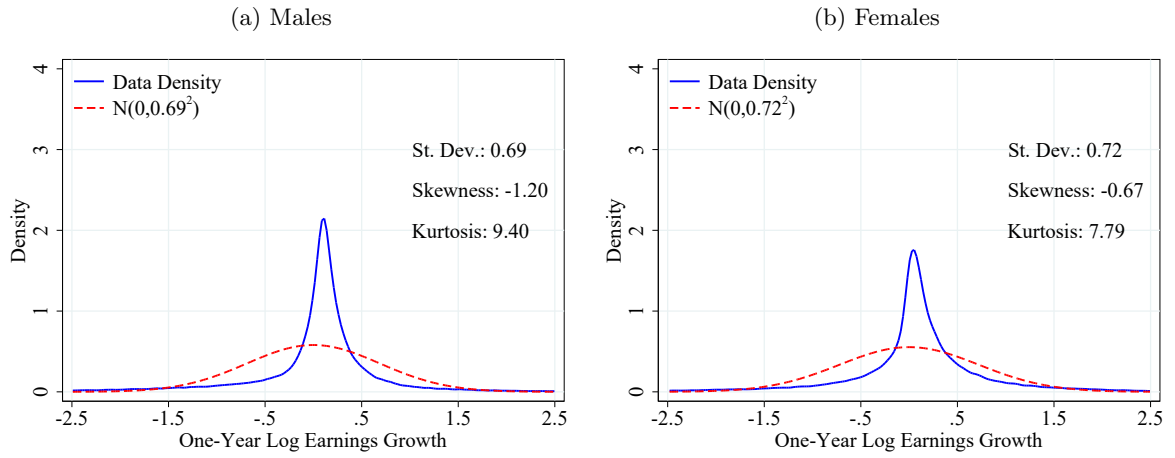 (a) Males
4
3
2
1
0
Density
Data Density
N(0,0.69²)
St. Dev.: 0.69
Skewness: -1.20
Kurtosis: 9.40
-2.5 -1.5 -.5 .5 1.5 2.5
One-Year Log Earnings Growth
(b) Females
4
3
2
1
0
Density
Data Density
N(0,0.72²)
St. Dev.: 0.72
Skewness: -0.67
Kurtosis: 7.79
-2.5 -1.5 -.5 .5 1.5 2.5
One-Year Log Earnings Growth